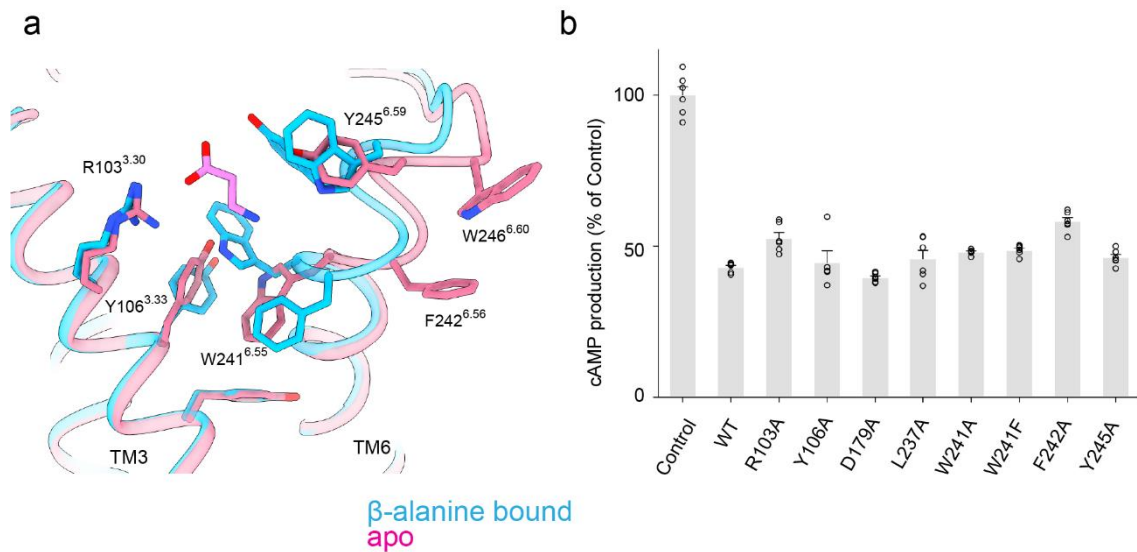 a
Y245^6.59
R103^3.30
W246^6.60
Y106^3.33
F242^6.56
W241^6.55
TM3
TM6
β-alanine bound
apo
b
cAMP production (% of Control)
100
50
0
Control
WT
R103A
Y106A
D179A
L237A
W241A
W241F
F242A
Y245A